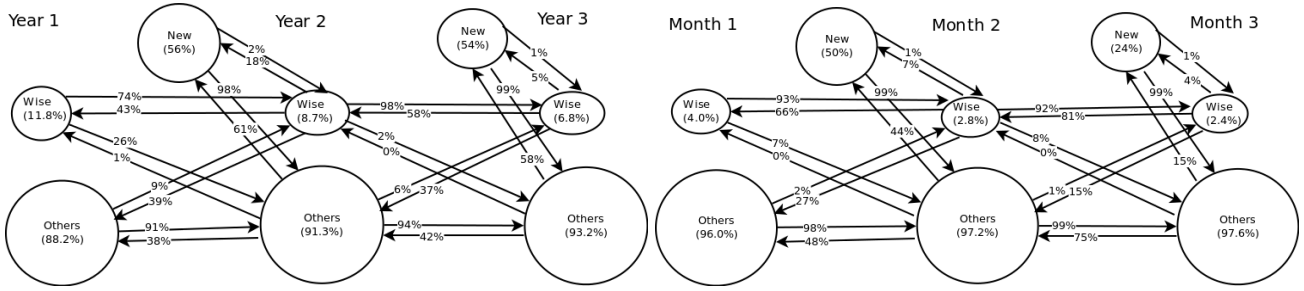 Year 1
Year 2
Year 3
New
(56%)
New
(54%)
2%
18%
1%
5%
98%
99%
Wise
(11.8%)
74%
43%
Wise
(8.7%)
98%
58%
Wise
(6.8%)
26%
1%
61%
2%
0%
58%
9%
39%
6%
37%
Others
(88.2%)
91%
38%
Others
(91.3%)
94%
42%
Others
(93.2%)
Month 1
Month 2
Month 3
New
(50%)
New
(24%)
1%
7%
1%
4%
99%
99%
Wise
(4.0%)
93%
66%
Wise
(2.8%)
92%
81%
Wise
(2.4%)
7%
0%
44%
8%
0%
15%
2%
27%
1%
15%
Others
(96.0%)
98%
48%
Others
(97.2%)
99%
75%
Others
(97.6%)